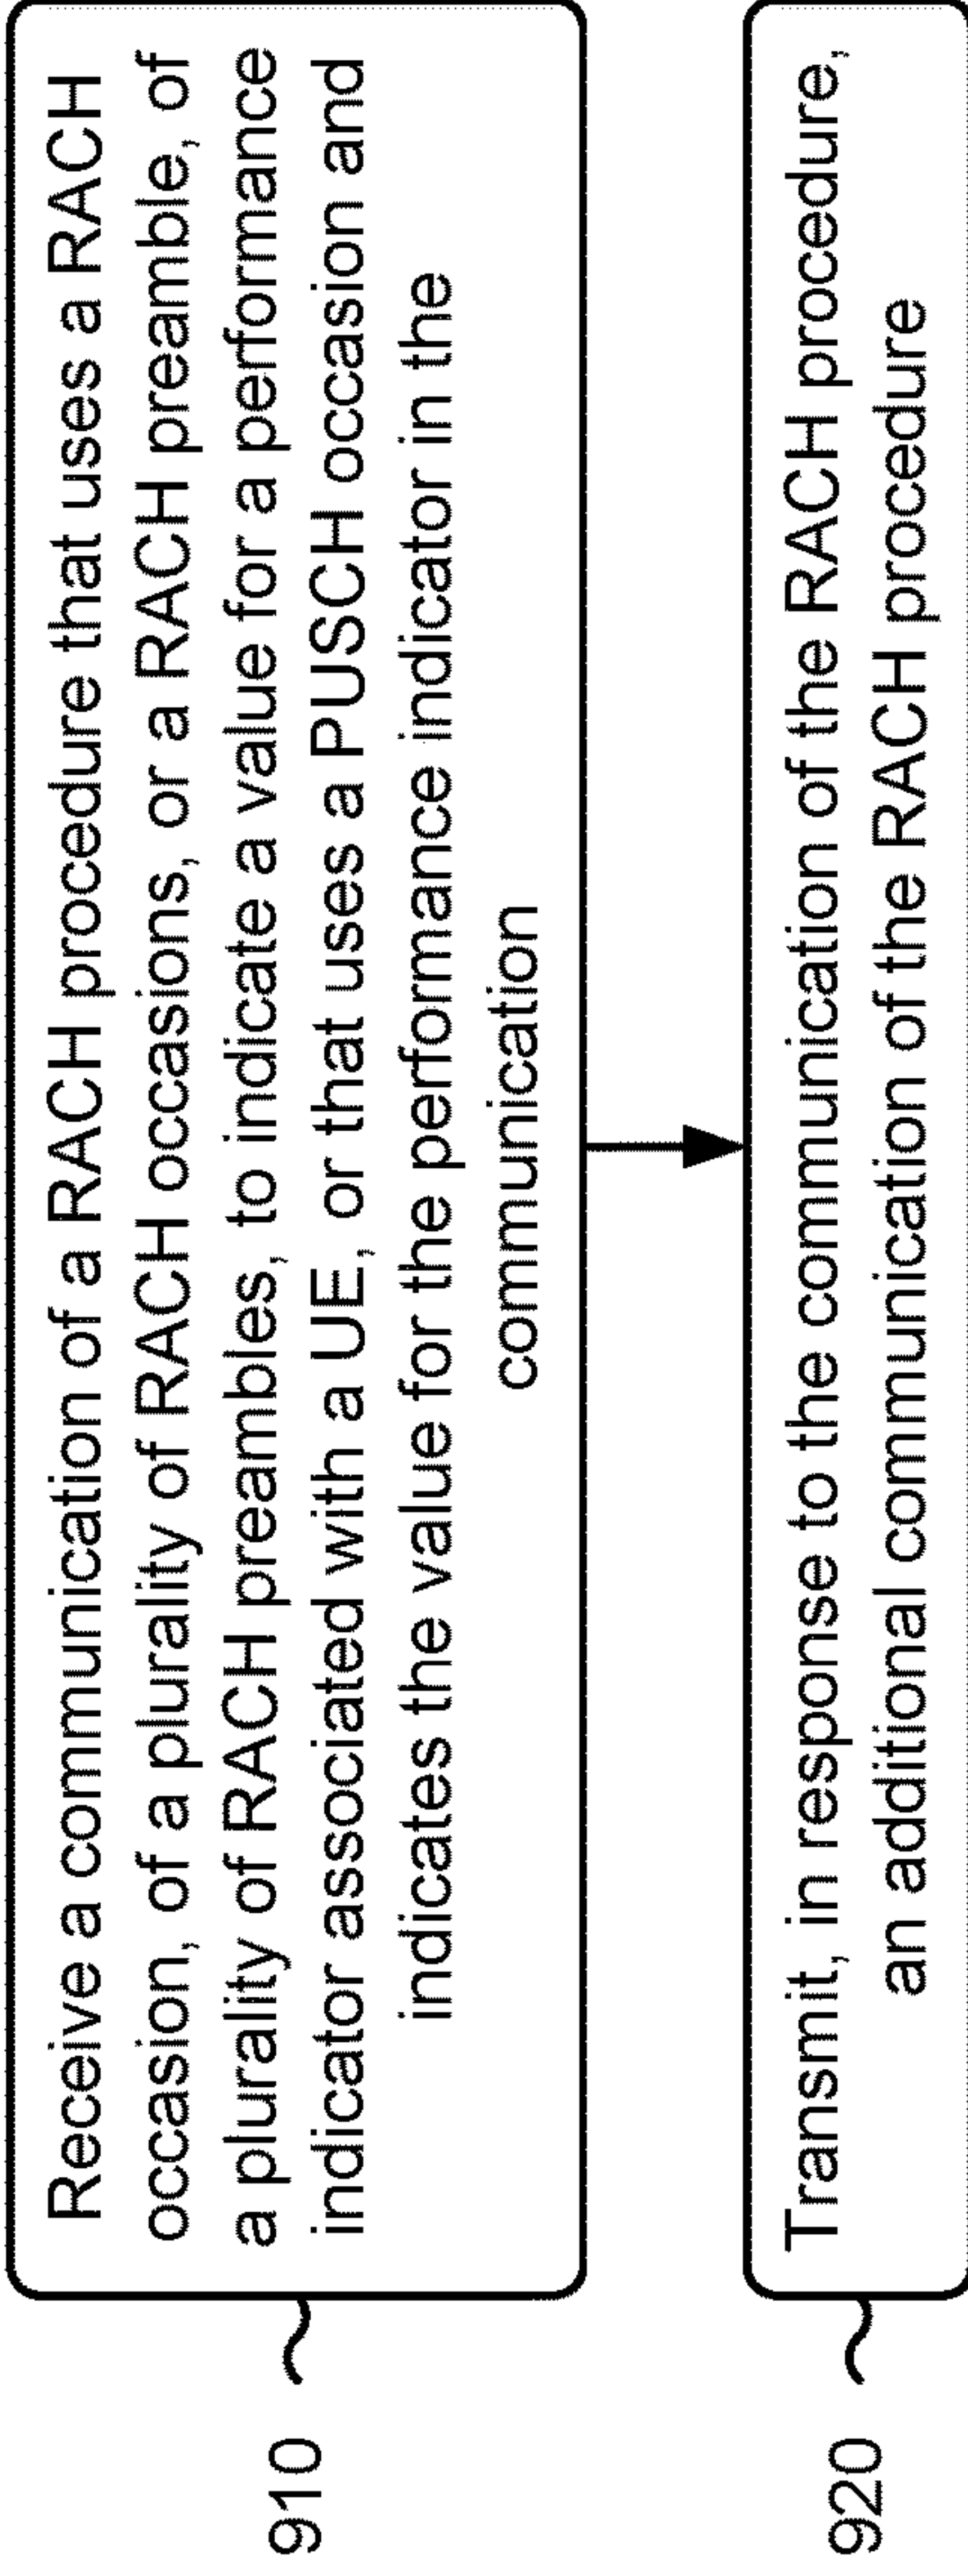 910
Receive a communication of a RACH procedure that uses a RACH
occasion, of a plurality of RACH occasions, or a RACH preamble, of
a plurality of RACH preambles, to indicate a value for a performance
indicator associated with a UE, or that uses a PUSCH occasion and
indicates the value for the performance indicator in the
communication
920
Transmit, in response to the communication of the RACH procedure,
an additional communication of the RACH procedure